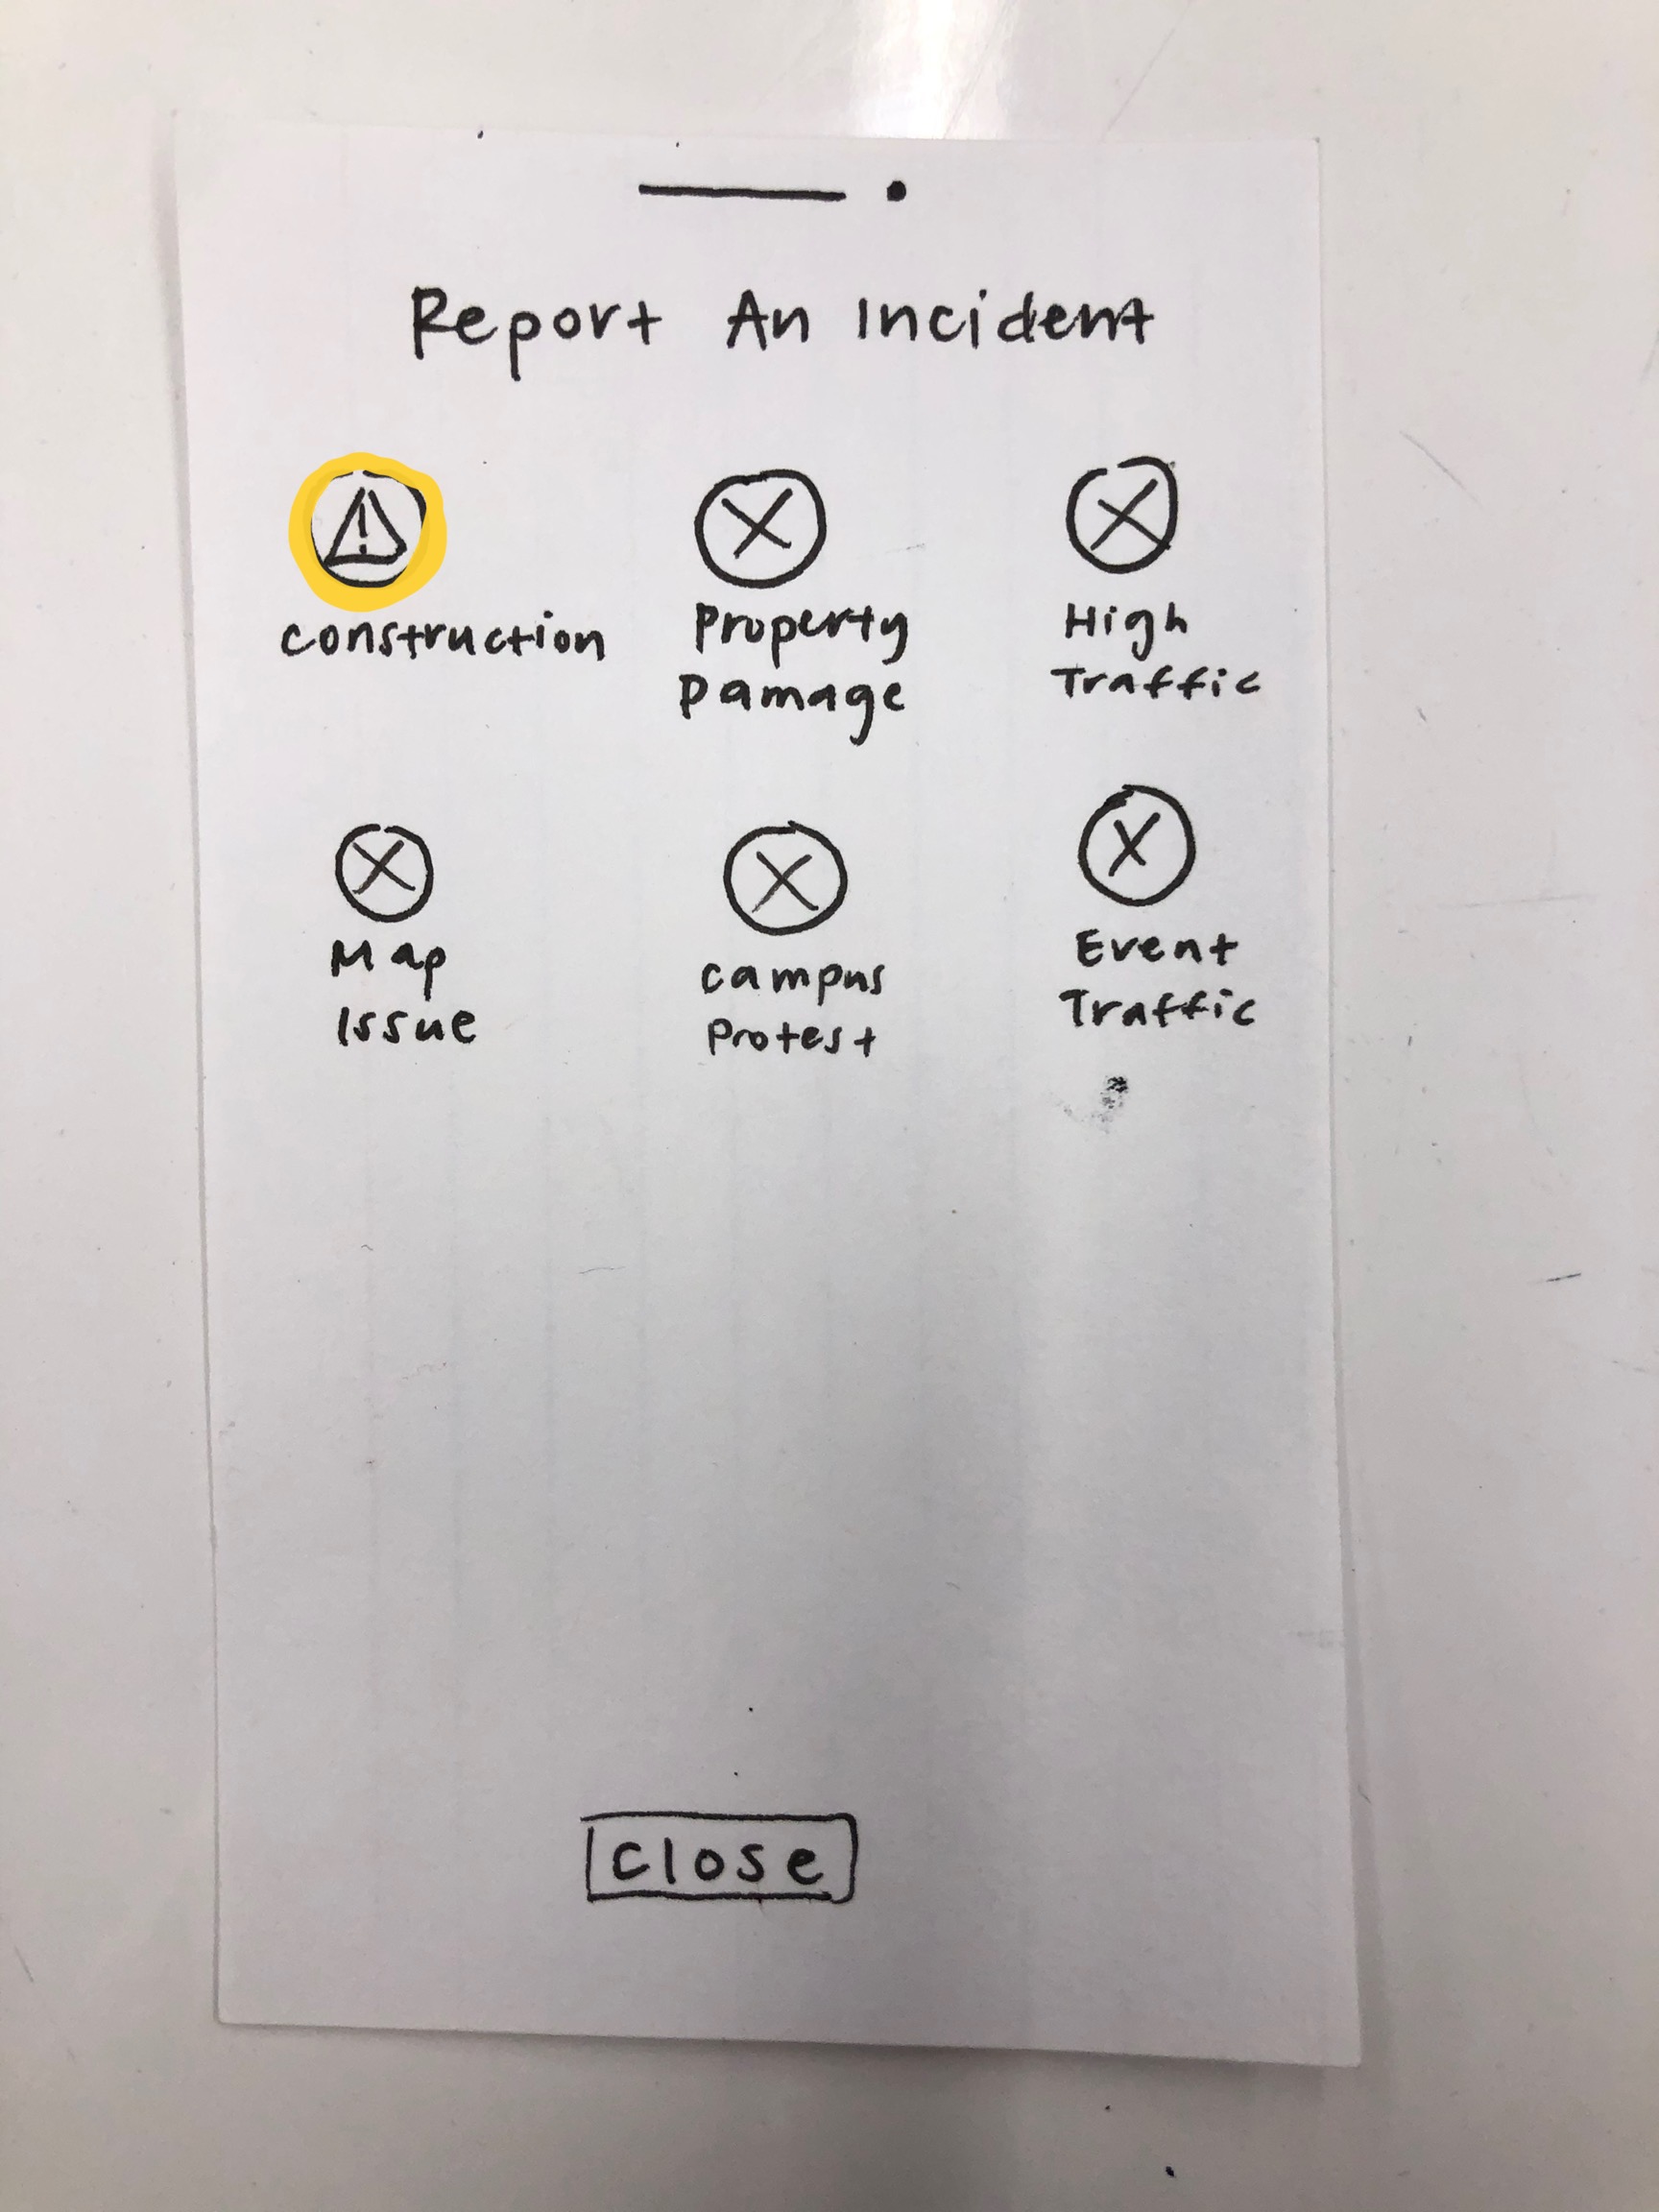 Report An Incident
construction
Property
Damage
High
Traffic
Map
Issue
campus
Protest
Event
Traffic
close